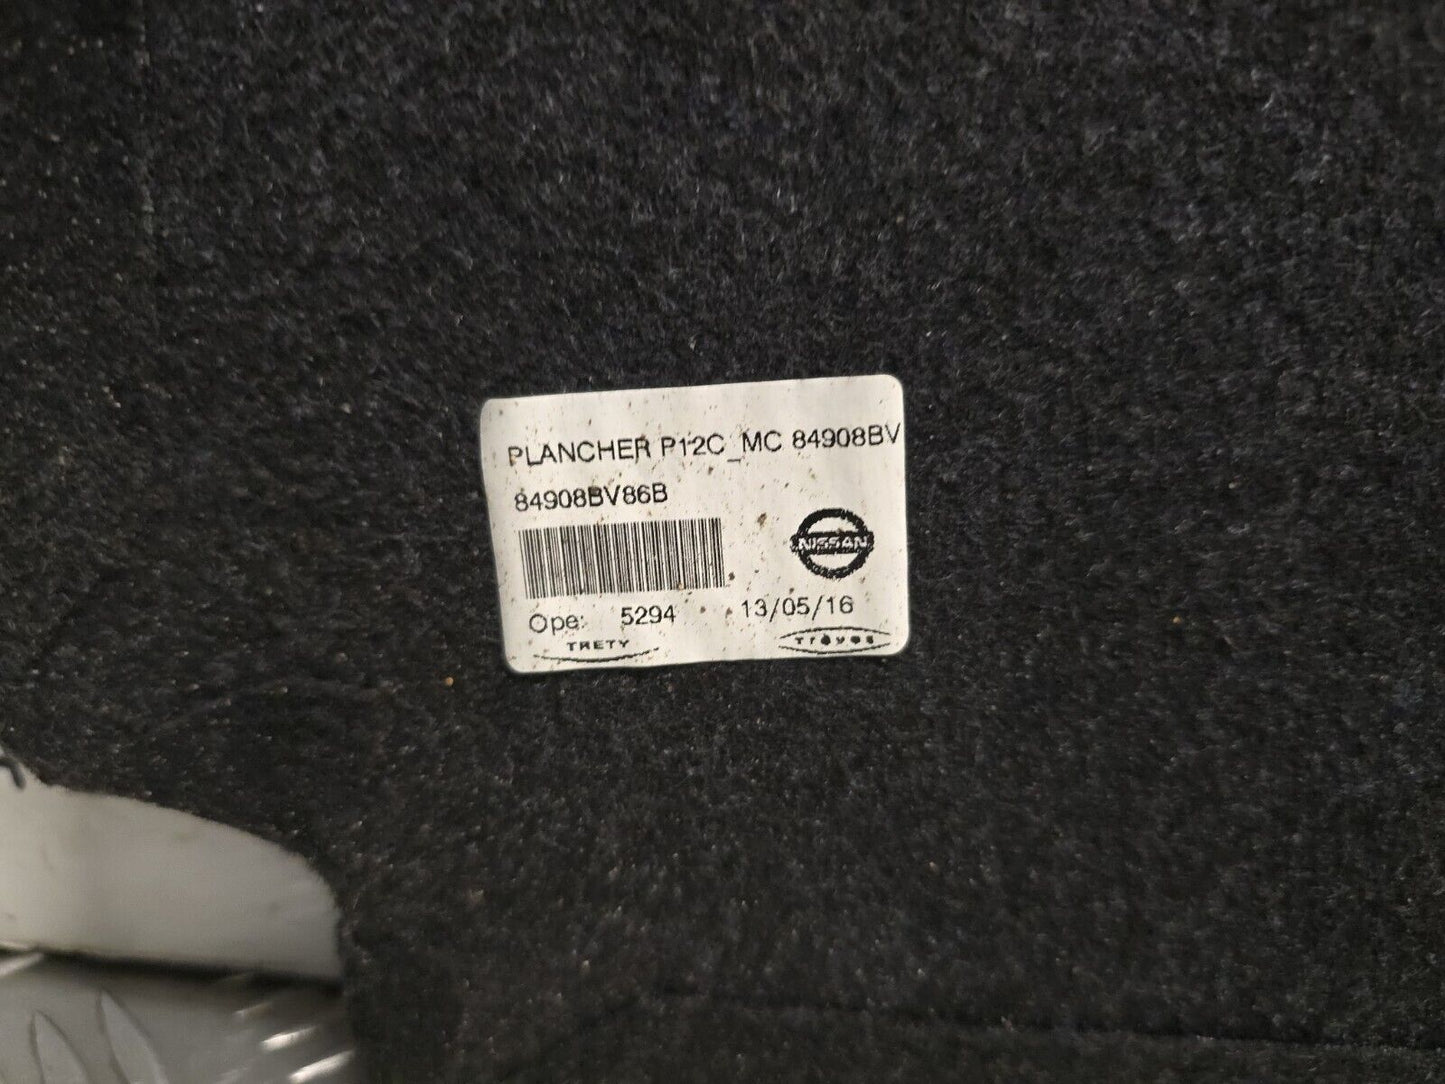 PLANCHER P12C_MC 84908BV
84908BV86B
NISSAN
Ope: 5294 13/05/16
TRETY
Trèves